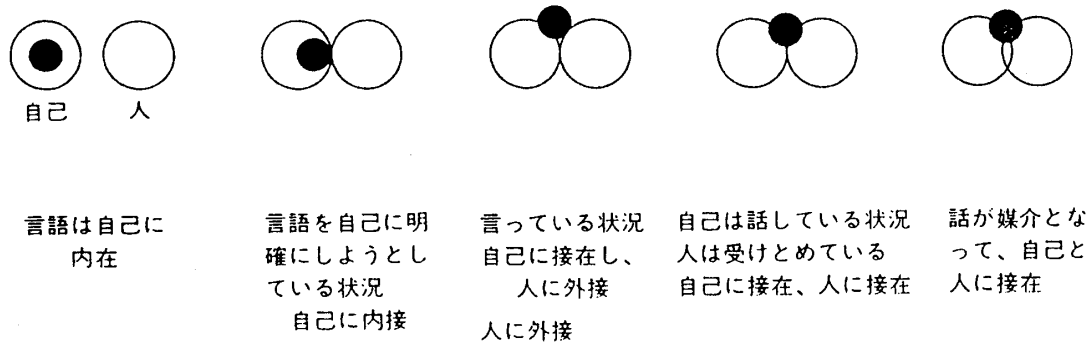 自己
人
言語は自己に
内在
言語を自己に明
確にしようとし
ている状況
自己に内接
言っている状況
自己に接在し、
人に外接
人に外接
自己は話している状況
人は受けとめている
自己に接在、人に接在
話が媒介とな
って、自己と
人に接在